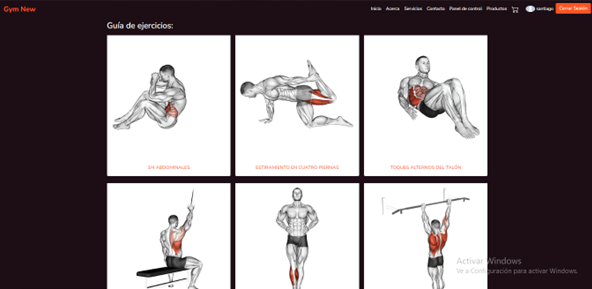 Gym New
Inicio Acerca Servicios Contacto Panel de control Productos santiago Cerrar Sesión
Guía de ejercicios:
3/4 ABDOMINALES
ESTIRAMIENTO EN CUATRO PIERNAS
TOQUES ALTERNOS DEL TALÓN
Activar Windows
Ve a Configuración para activar Windows.